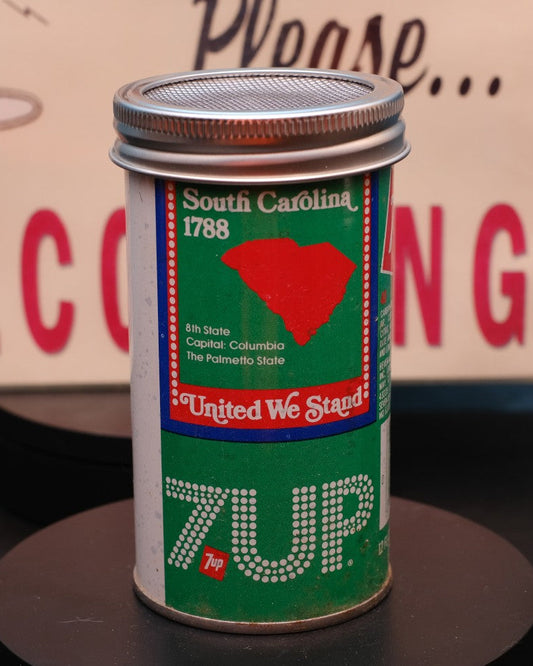 Please...
South Carolina
1788
8th State
Capital: Columbia
The Palmetto State
United We Stand
7UP
7up